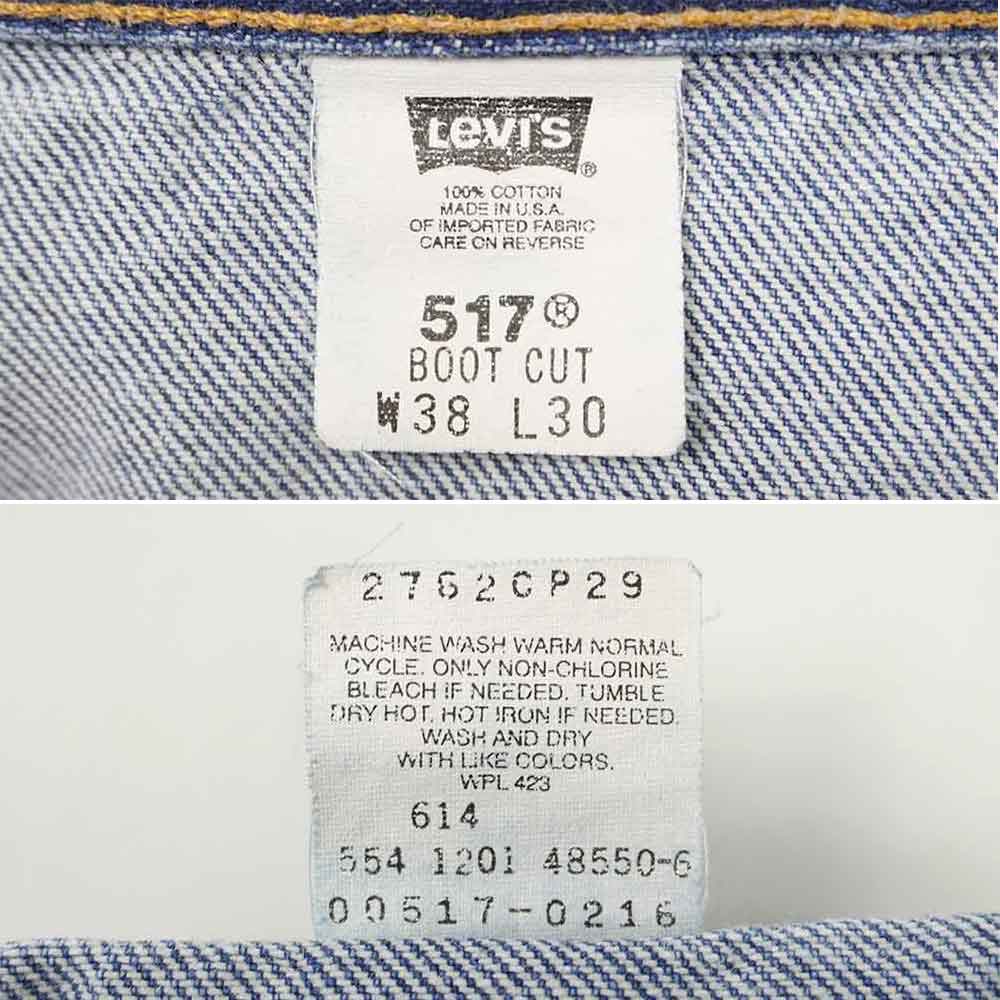 Levi's®
100% COTTON
MADE IN U.S.A.
OF IMPORTED FABRIC
CARE ON REVERSE
517®
BOOT CUT
W38 L30
2762CP29
MACHINE WASH WARM NORMAL
CYCLE. ONLY NON-CHLORINE
BLEACH IF NEEDED. TUMBLE
DRY HOT. HOT IRON IF NEEDED.
WASH AND DRY
WITH LIKE COLORS.
WPL 423
614
554 1201 48550-6
00517-0216